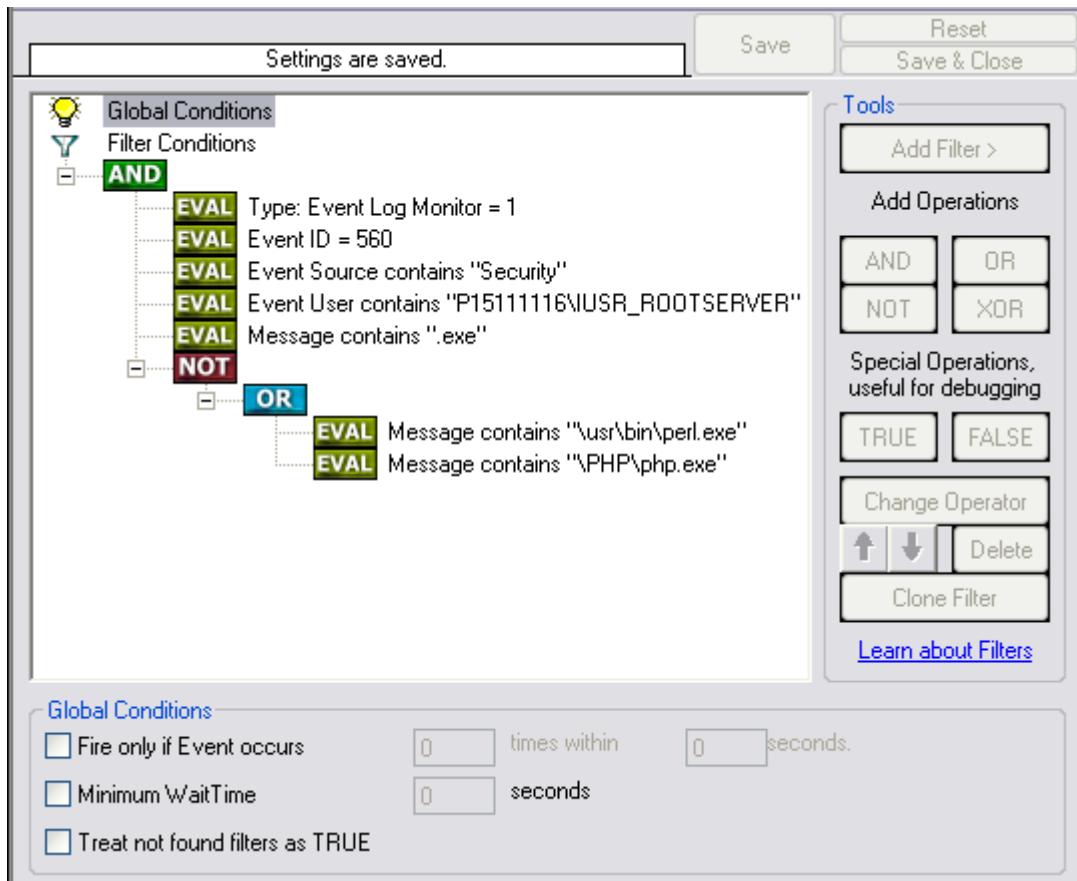 Settings are saved.
Save
Reset
Save & Close
Global Conditions
Filter Conditions
AND
EVAL Type: Event Log Monitor = 1
EVAL Event ID = 560
EVAL Event Source contains "Security"
EVAL Event User contains "P15111116\IUSR_ROOTSERVER"
EVAL Message contains ".exe"
NOT
OR
EVAL Message contains "\usr\bin\perl.exe"
EVAL Message contains "\PHP\php.exe"
Tools
Add Filter >
Add Operations
AND OR
NOT XOR
Special Operations,
useful for debugging
TRUE FALSE
Change Operator
Delete
Clone Filter
Learn about Filters
Global Conditions
Fire only if Event occurs 0 times within 0 seconds.
Minimum WaitTime 0 seconds
Treat not found filters as TRUE